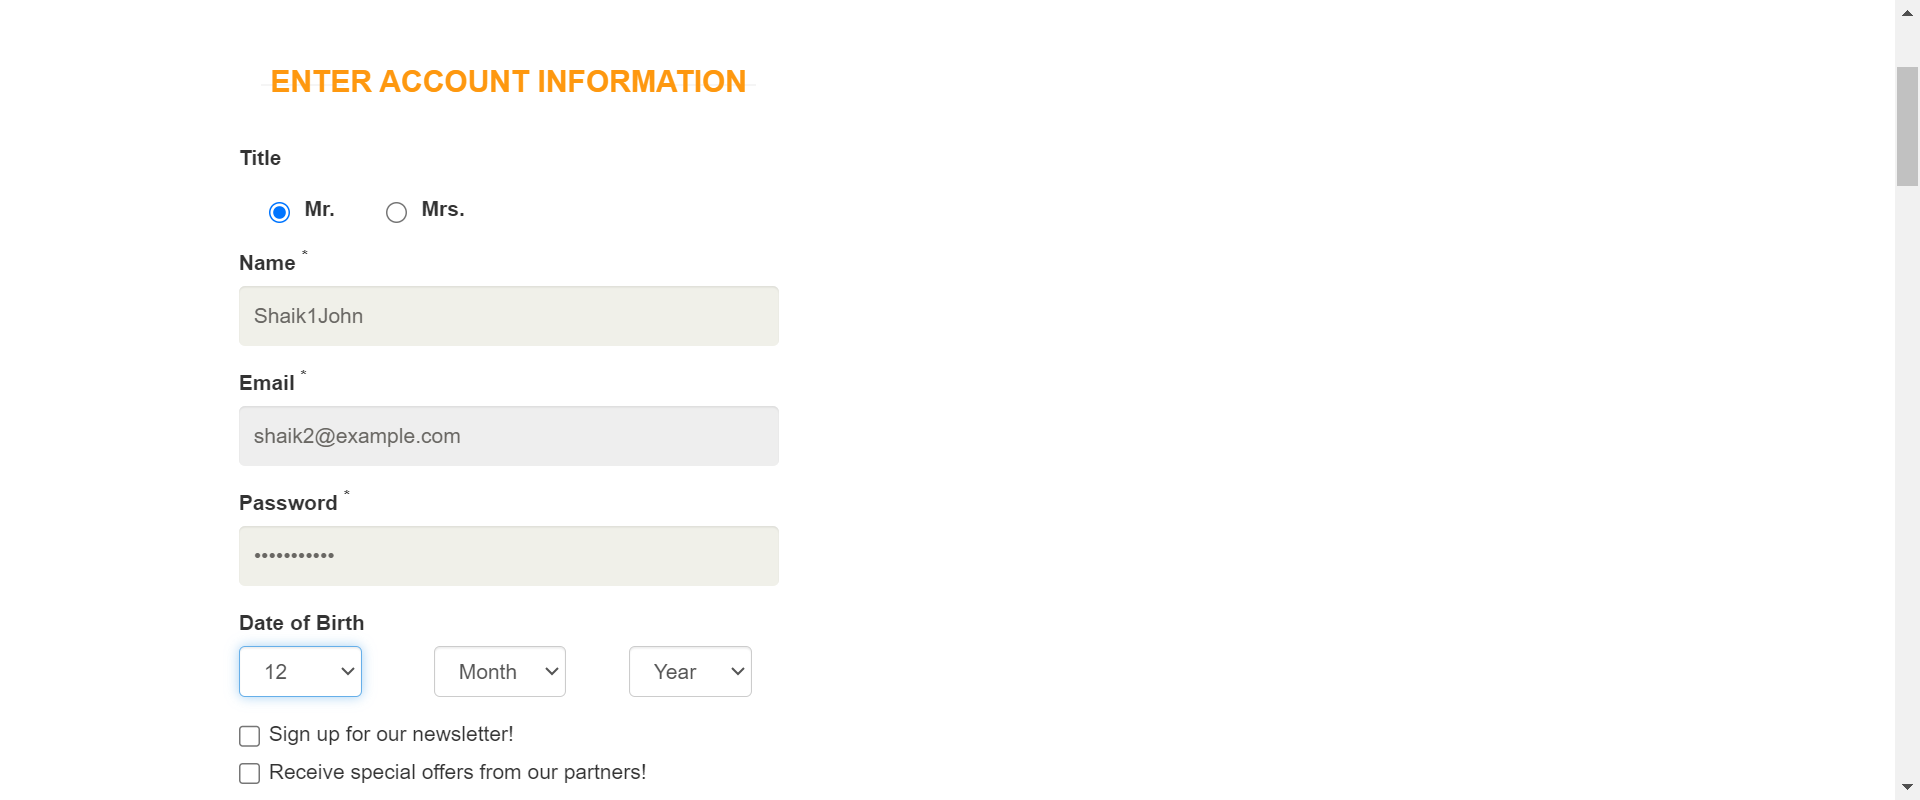 ENTER ACCOUNT INFORMATION
Title
Mr. Mrs.
Name *
Shaik1John
Email *
shaik2@example.com
Password *
•••••••••••
Date of Birth
12 Month Year
Sign up for our newsletter!
Receive special offers from our partners!